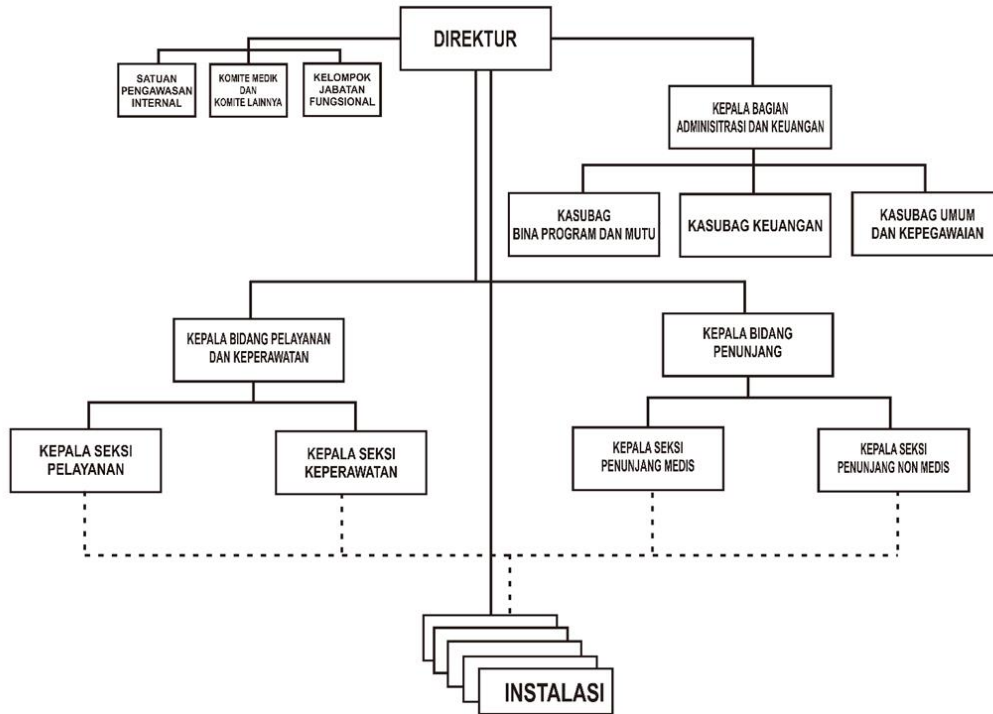 DIREKTUR
SATUAN
PENGAWASAN
INTERNAL
KOMITE MEDIK
DAN
KOMITE LAINNYA
KELOMPOK
JABATAN
FUNGSIONAL
KEPALA BAGIAN
ADMINISITRASI DAN KEUANGAN
KASUBAG
BINA PROGRAM DAN MUTU
KASUBAG KEUANGAN
KASUBAG UMUM
DAN KEPEGAWAIAN
KEPALA BIDANG PELAYANAN
DAN KEPERAWATAN
KEPALA BIDANG
PENUNJANG
KEPALA SEKSI
PELAYANAN
KEPALA SEKSI
KEPERAWATAN
KEPALA SEKSI
PENUNJANG MEDIS
KEPALA SEKSI
PENUNJANG NON MEDIS
INSTALASI